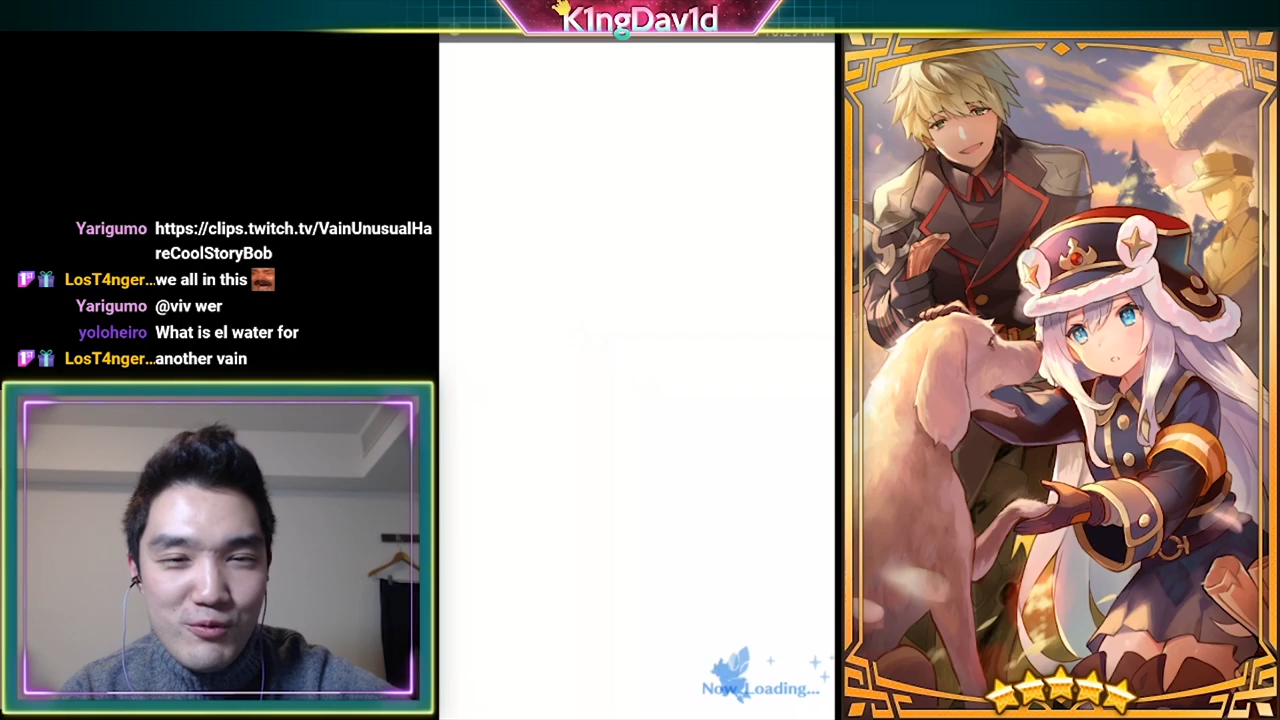 K1ngDav1d
Yarigumo https://clips.twitch.tv/VainUnusualHa
reCoolStoryBob
LosT4nger... we all in this
Yarigumo @viv wer
yoloheiro What is el water for
LosT4nger... another vain
Now Loading...